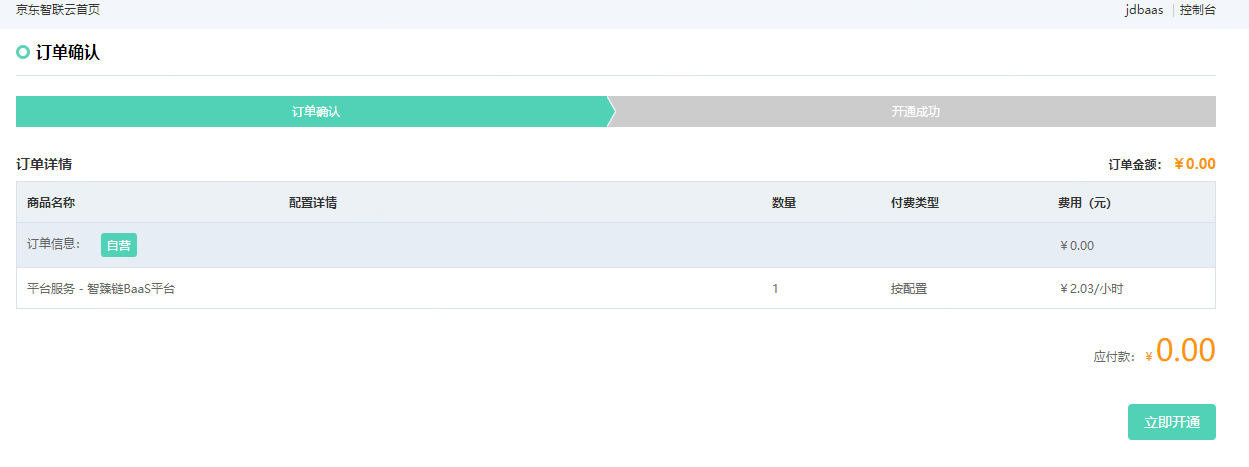 京东智联云首页 jdbaas | 控制台
订单确认
订单确认 开通成功
订单详情 订单金额： ￥0.00
商品名称 配置详情 数量 付费类型 费用（元）
订单信息： 自营 ￥0.00
平台服务 - 智臻链BaaS平台 1 按配置 ￥2.03/小时
应付款： ￥0.00
立即开通